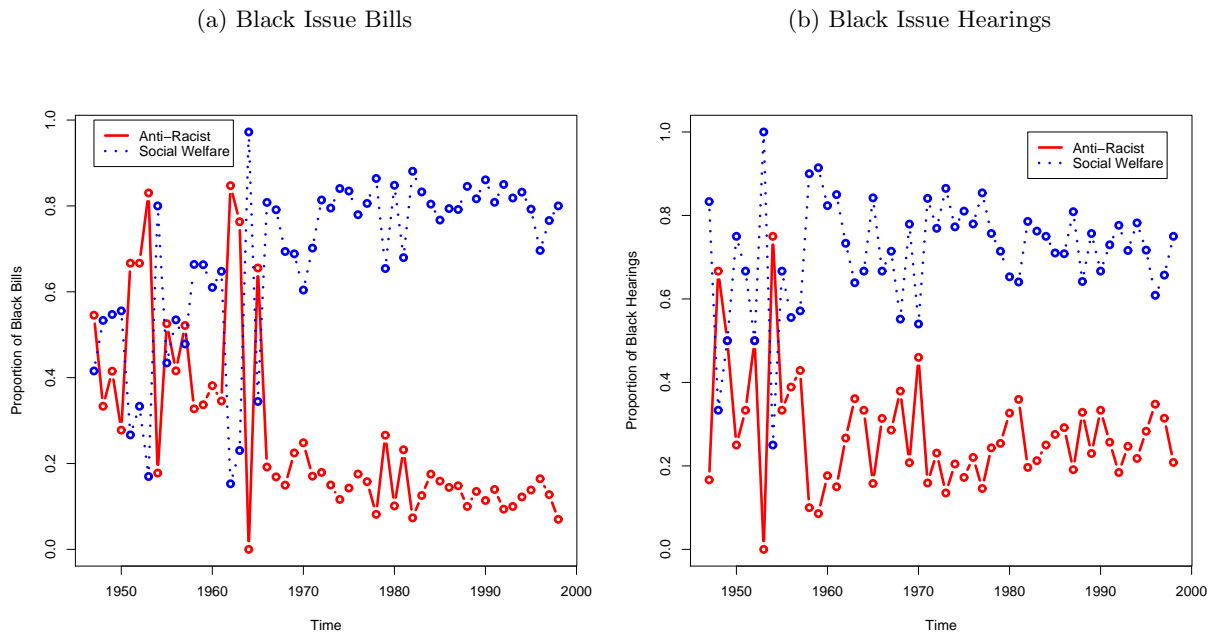 (a) Black Issue Bills
Proportion of Black Bills
1.0
0.8
0.6
0.4
0.2
0.0
Anti−Racist
Social Welfare
1950
1960
1970
1980
1990
2000
Time
(b) Black Issue Hearings
Proportion of Black Hearings
1.0
0.8
0.6
0.4
0.2
0.0
Anti−Racist
Social Welfare
1950
1960
1970
1980
1990
2000
Time